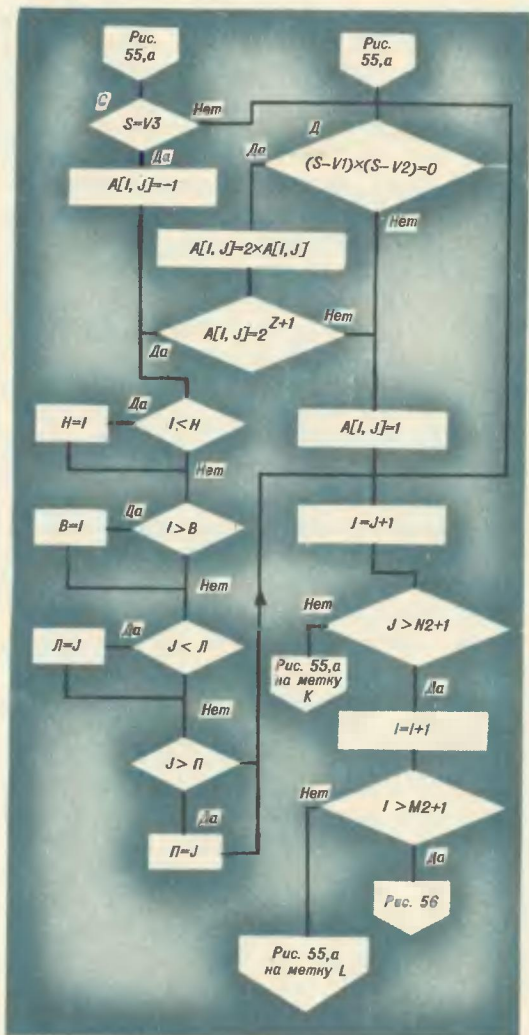 Рис.
55,а
С
S=V3
Нет
Да
A[I, J]=-1
Рис.
55,а
Д
Да
(S-V1)×(S-V2)=0
Нет
A[I, J]=2×A[I, J]
A[I, J]=2^Z+1
Нет
Да
A[I, J]=1
J=J+1
Да
I<H
H=I
Нет
Да
I>B
B=I
Нет
Да
J<Л
Л=J
Нет
J>П
Да
П=J
Нет
J>N2+1
Рис. 55,а
на метку
К
Да
I=I+1
Нет
I>M2+1
Да
Рис. 56
Рис. 55,а
на метку L